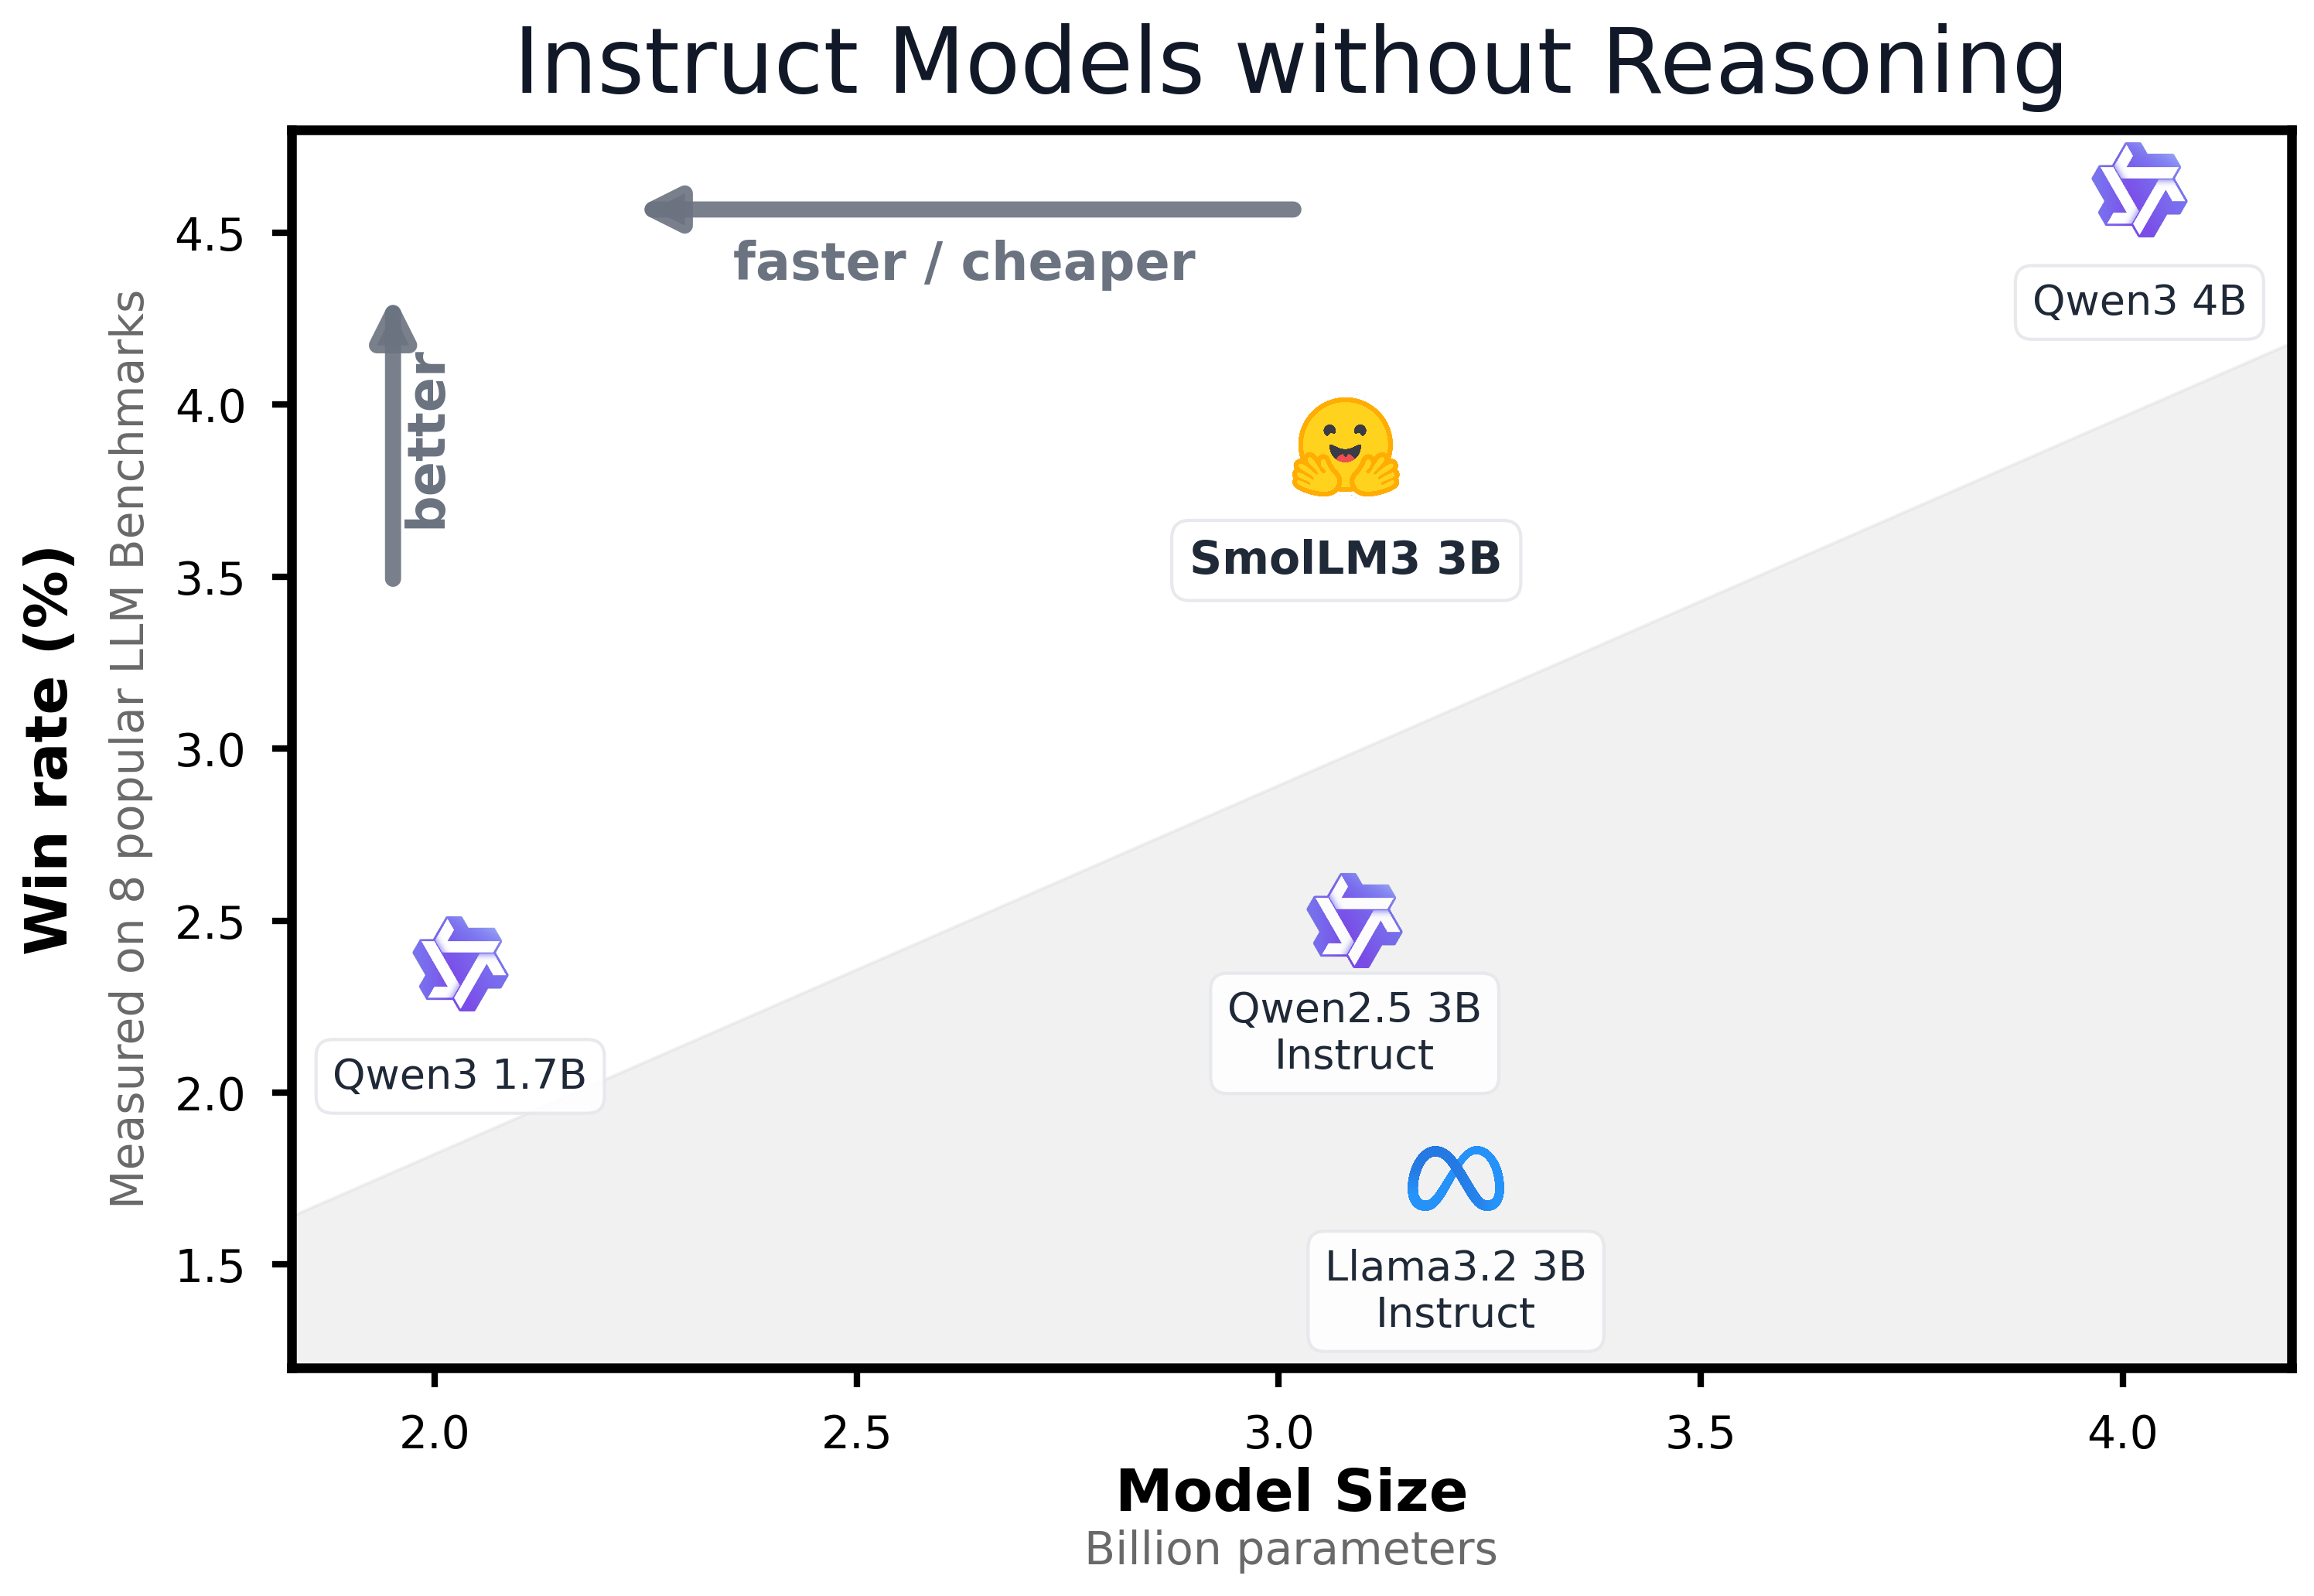 Instruct Models without Reasoning
Win rate (%)
Measured on 8 popular LLM Benchmarks
4.5
4.0
3.5
3.0
2.5
2.0
1.5
faster / cheaper
better
Qwen3 4B
SmolLM3 3B
Qwen3 1.7B
Qwen2.5 3B
Instruct
Llama3.2 3B
Instruct
2.0
2.5
3.0
3.5
4.0
Model Size
Billion parameters